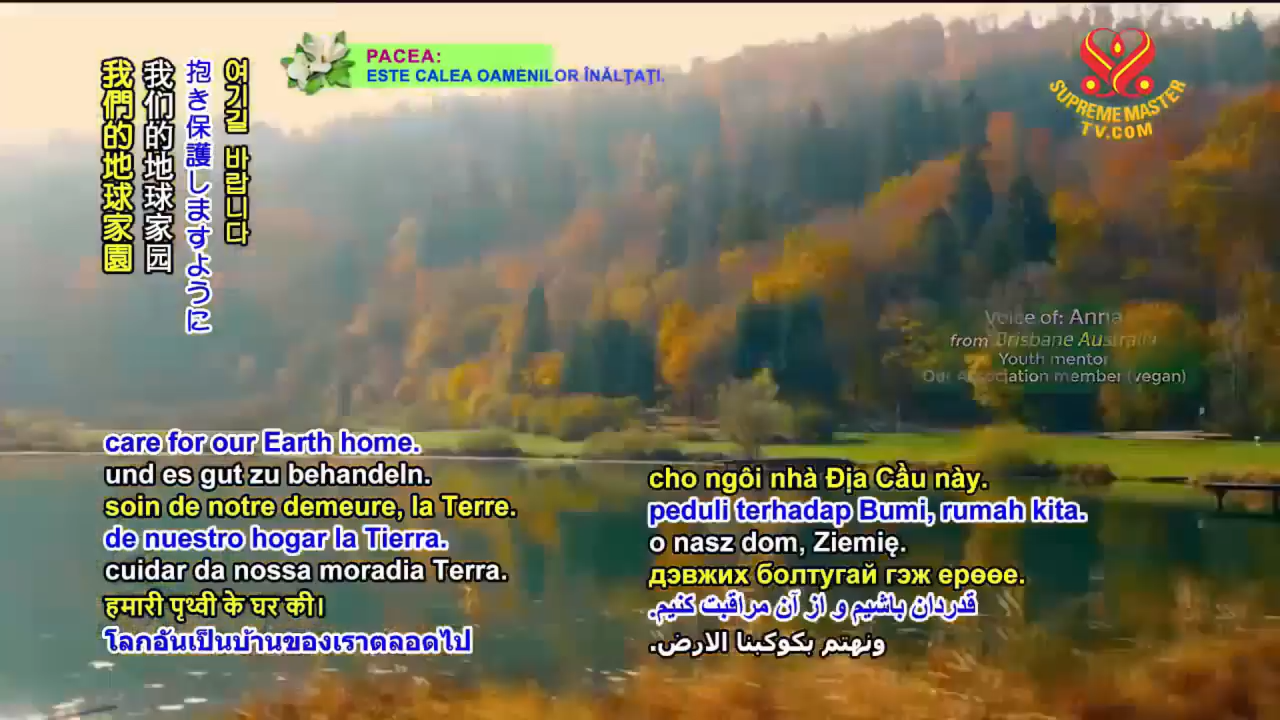 PACEA:
ESTE CALEA OAMENILOR ÎNĂLŢAŢI.
SUPREME MASTER
TV.COM
我們的地球家園
我们的地球家园
抱き保護しますように
여기길 바랍니다
Voice of: Anna
from Brisbane Australia
Youth mentor
Our Association member (vegan)
care for our Earth home.
und es gut zu behandeln.
soin de notre demeure, la Terre.
de nuestro hogar la Tierra.
cuidar da nossa moradia Terra.
हमारी पृथ्वी के घर की।
โลกอันเป็นบ้านของเราตลอดไป
cho ngôi nhà Địa Cầu này.
peduli terhadap Bumi, rumah kita.
o nasz dom, Ziemię.
дэвжих болтугай гэж ерөөе.
قدردان باشیم و از آن مراقبت کنیم.
ونهتم بكوكبنا الارض.